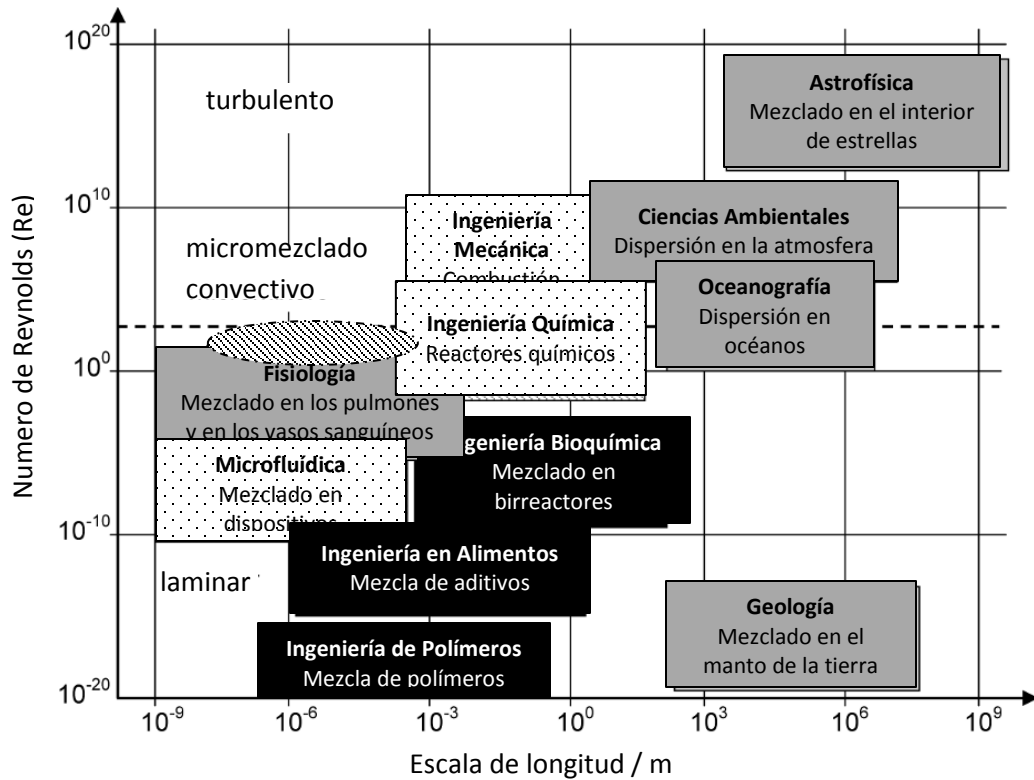 10^20
turbulento
Astrofísica
Mezclado en el interior
de estrellas
10^10
Ingeniería
Mecánica
Combustión
Ciencias Ambientales
Dispersión en la atmosfera
micromezclado
convectivo
Oceanografía
Dispersión en
océanos
Ingeniería Química
Reactores químicos
10^0
Fisiología
Mezclado en los pulmones
y en los vasos sanguíneos
Microfluidica
Mezclado en
dispositivos
ngeniería Bioquímica
Mezclado en
birreactores
10^-10
Ingeniería en Alimentos
Mezcla de aditivos
laminar
Geología
Mezclado en el
manto de la tierra
Ingeniería de Polímeros
Mezcla de polímeros
10^-20
10^-9 10^-6 10^-3 10^0 10^3 10^6 10^9
Escala de longitud / m
Numero de Reynolds (Re)